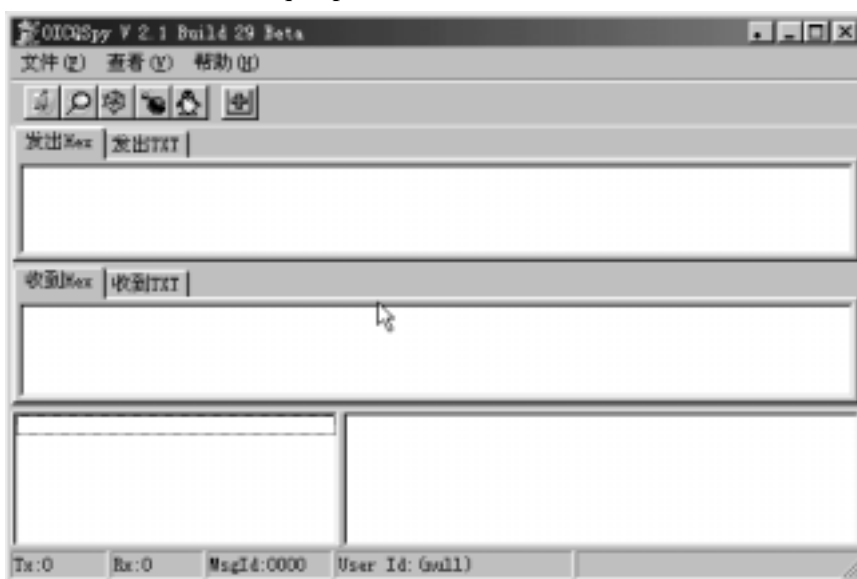 OICQSpy V 2.1 Build 29 Beta
文件(F) 查看(V) 帮助(H)
发出Hex 发出TXT
收到Hex 收到TXT
Tx:0 Rx:0 MsgId:0000 User Id:(null)